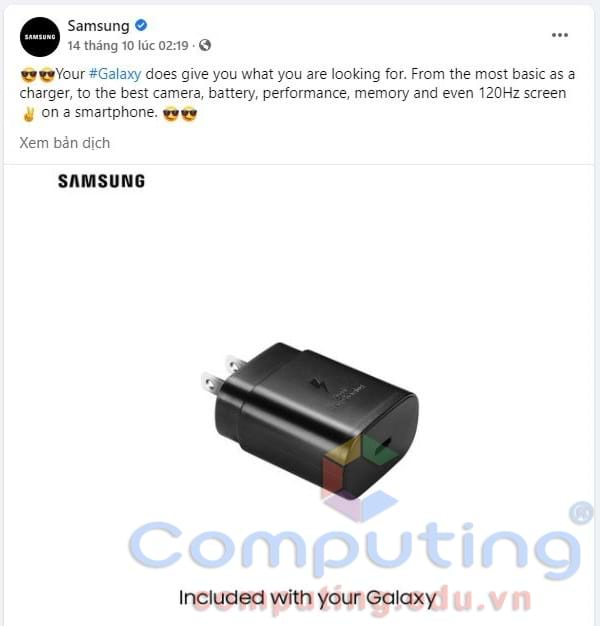 Samsung
SAMSUNG
14 tháng 10 lúc 02:19 ·
😎😎Your #Galaxy does give you what you are looking for. From the most basic as a
charger, to the best camera, battery, performance, memory and even 120Hz screen
✌ on a smartphone. 😎😎
Xem bản dịch
SAMSUNG
Computing®
Included with your Galaxy
computing.edu.vn